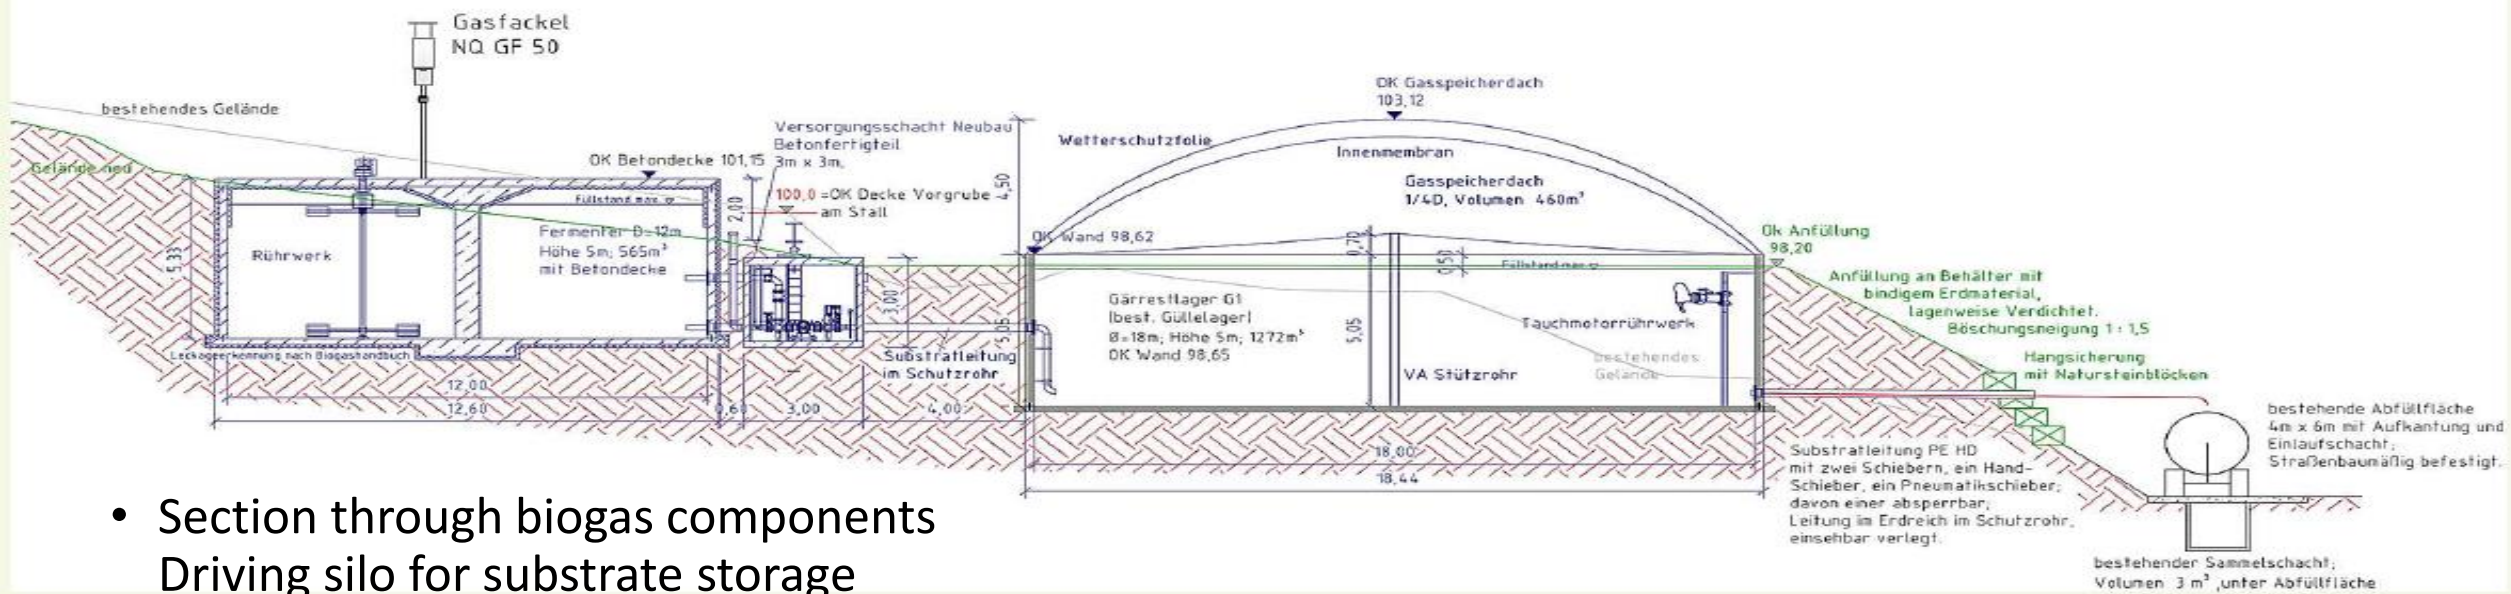 Gasfackel
NQ GF 50
bestehendes Gelände
Gelände neu
OK Betondecke 101,15
Versorgungsschacht Neubau
Betonfertigteil
3m x 3m,
100,0 =OK Decke Vorgrube
am Stall
Füllstand max.
2,00
4,50
Rührwerk
5,33
Fermenter D=12m
Höhe 5m; 565m³
mit Betondecke
Leckageerkennung nach Biogashandbuch
12,00
12,60
0,60
3,00
4,00
3,00
5,05
Substratleitung
im Schutzrohr
OK Gasspeicherdach
103,12
Wetterschutzfolie
Innenmembran
Gasspeicherdach
1/4D, Volumen 460m³
OK Wand 98,62
0,70
0,50
Füllstand max.
Gärrestlager G1
(best. Güllelager)
Ø=18m; Höhe 5m; 1272m³
OK Wand 98,65
5,05
VA Stützrohr
Tauchmotorrührwerk
bestehendes
Gelände
18,00
18,44
Ok Anfüllung
98,20
Anfüllung an Behälter mit
bindigem Erdmaterial,
lagenweise Verdichtet.
Böschungsneigung 1 : 1,5
Hangsicherung
mit Natursteinblöcken
Substratleitung PE HD
mit zwei Schiebern, ein Hand-
Schieber, ein Pneumatikschieber;
davon einer absperrbar;
Leitung im Erdreich im Schutzrohr,
einsehbar verlegt.
bestehende Abfüllfläche
4m x 6m mit Aufkantung und
Einlaufschacht;
Straßenbaumäßig befestigt.
bestehender Sammelschacht;
Volumen 3 m³ ,unter Abfüllfläche
• Section through biogas components
Driving silo for substrate storage